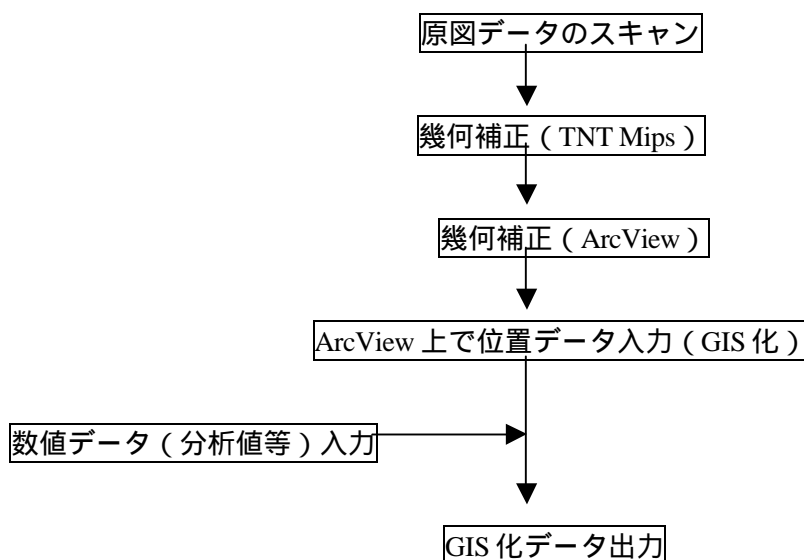 原図データのスキャン
幾何補正(TNT Mips)
幾何補正(ArcView)
ArcView 上で位置データ入力(GIS 化)
数値データ(分析値等)入力
GIS 化データ出力